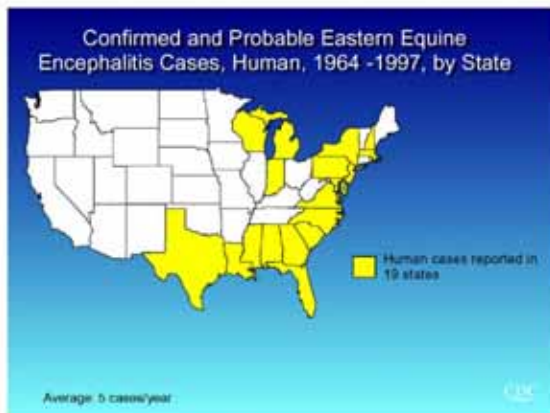 Confirmed and Probable Eastern Equine
Encephalitis Cases, Human, 1964 -1997, by State
Human cases reported in
19 states
Average: 5 cases/year
CDC